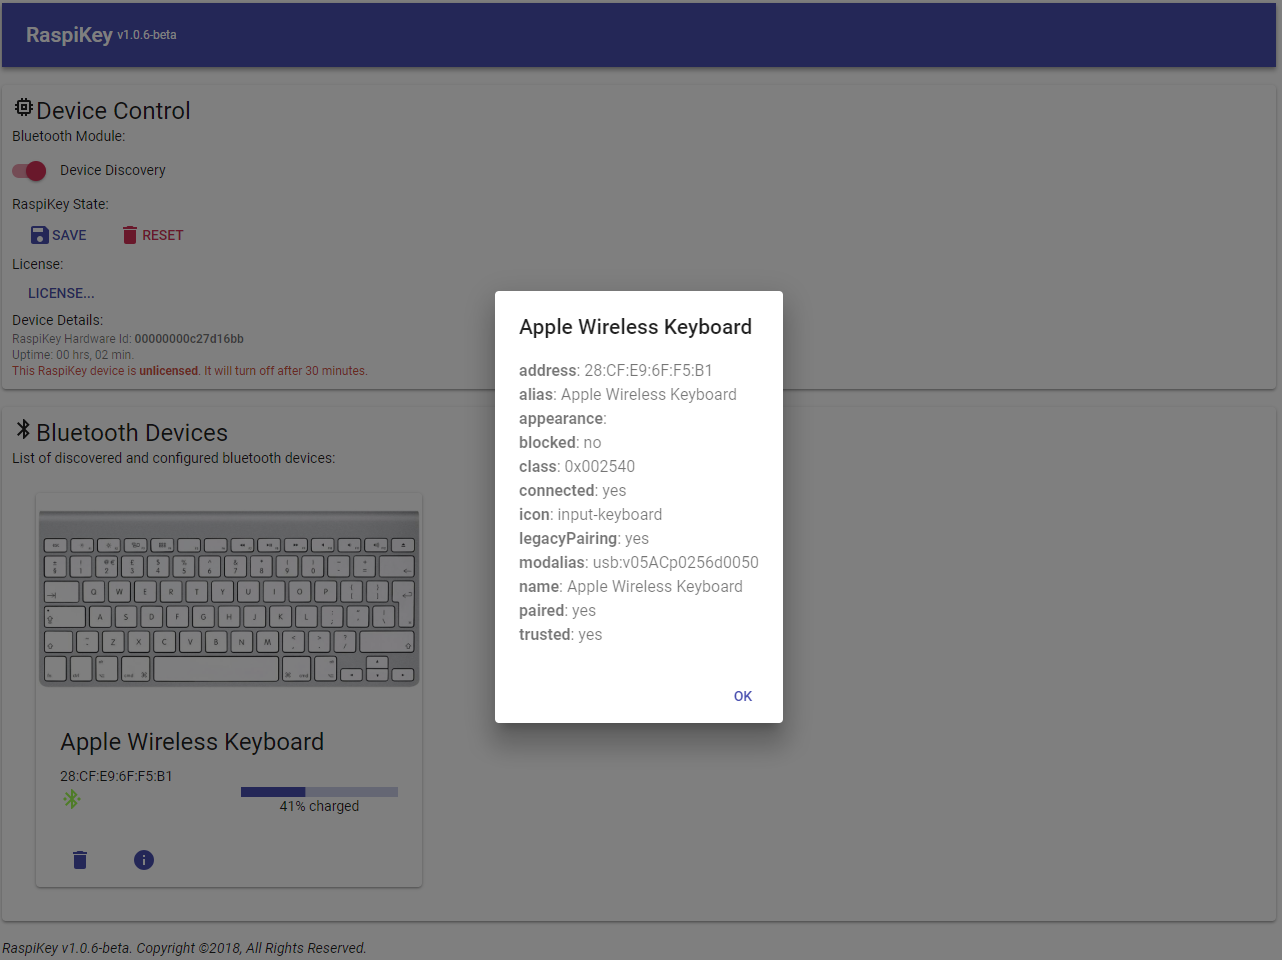 RaspiKey v1.0.6-beta
Device Control
Bluetooth Module:
Device Discovery
RaspiKey State:
SAVE RESET
License:
LICENSE...
Device Details:
RaspiKey Hardware Id: 00000000c27d16bb
Uptime: 00 hrs, 02 min.
This RaspiKey device is unlicensed. It will turn off after 30 minutes.
Bluetooth Devices
List of discovered and configured bluetooth devices:
Q W E R T Y U I O P
A S D F G H J K L
Z X C V B N M
Apple Wireless Keyboard
28:CF:E9:6F:F5:B1
41% charged
Apple Wireless Keyboard
address: 28:CF:E9:6F:F5:B1
alias: Apple Wireless Keyboard
appearance:
blocked: no
class: 0x002540
connected: yes
icon: input-keyboard
legacyPairing: yes
modalias: usb:v05ACp0256d0050
name: Apple Wireless Keyboard
paired: yes
trusted: yes
OK
RaspiKey v1.0.6-beta. Copyright ©2018, All Rights Reserved.